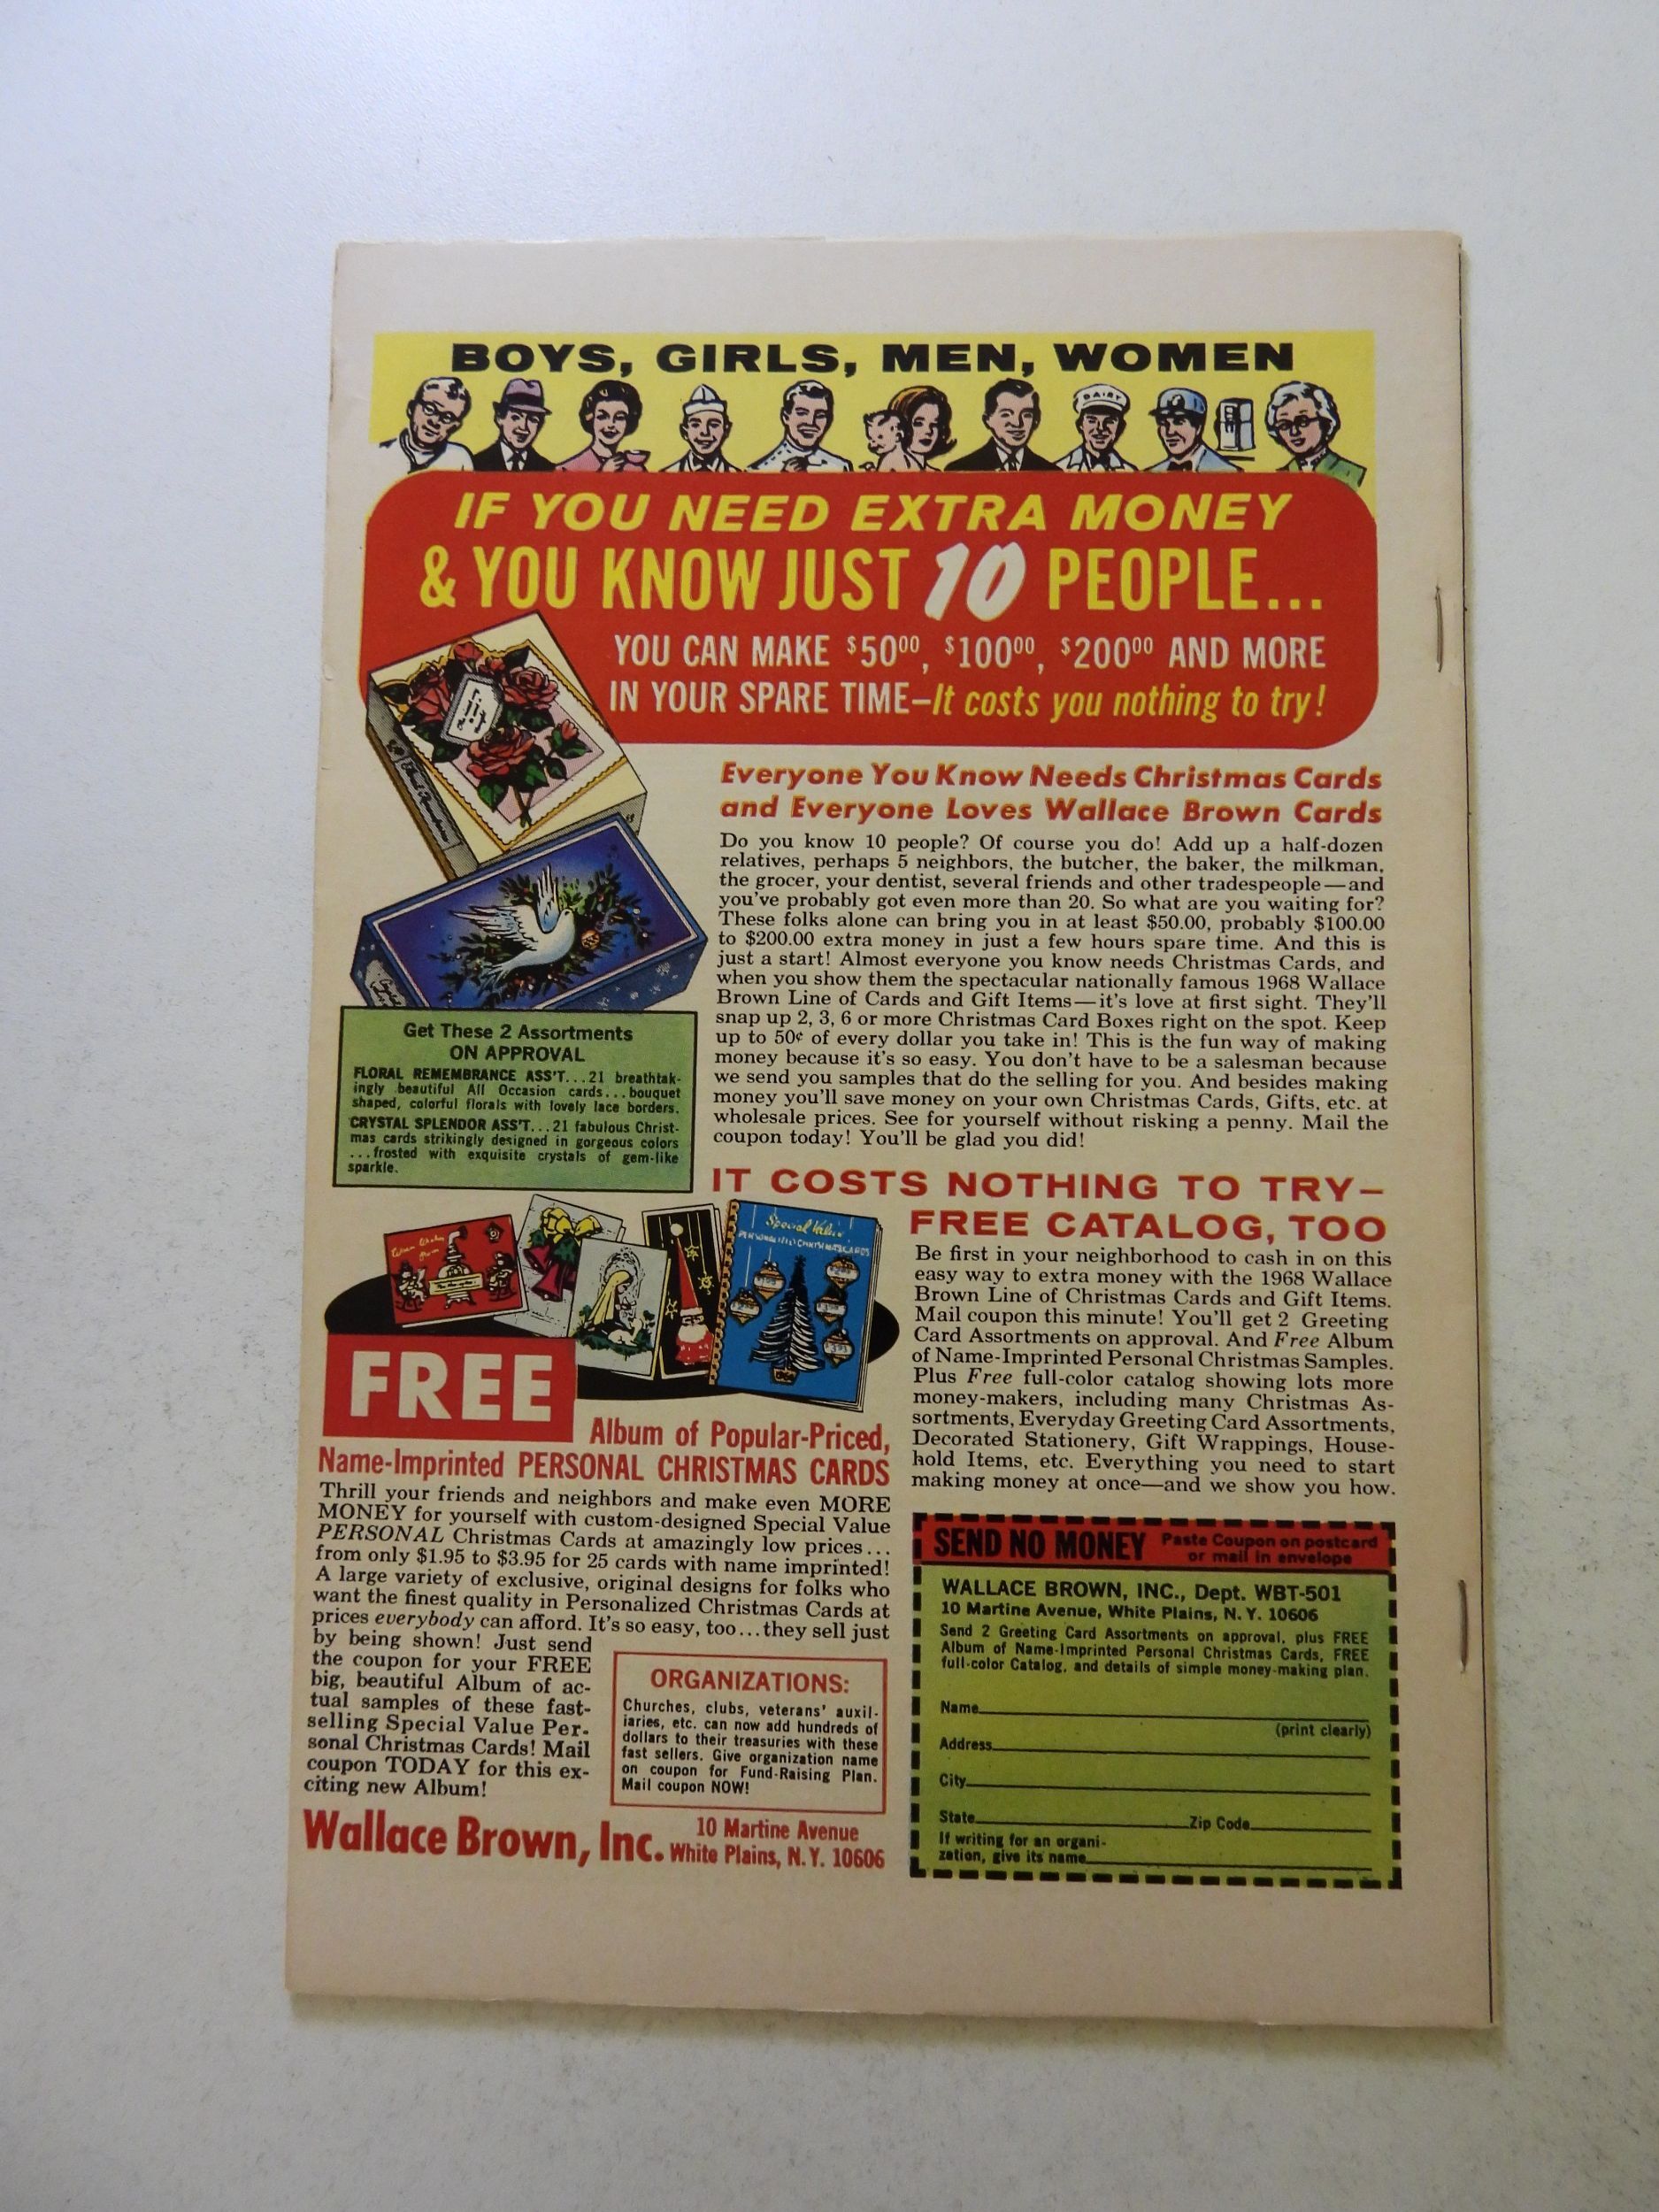 BOYS, GIRLS, MEN, WOMEN
DAIRY
IF YOU NEED EXTRA MONEY
& YOU KNOW JUST 10 PEOPLE...
YOU CAN MAKE $50⁰⁰, $100⁰⁰, $200⁰⁰ AND MORE
IN YOUR SPARE TIME—It costs you nothing to try!
Everyone You Know Needs Christmas Cards
and Everyone Loves Wallace Brown Cards
Do you know 10 people? Of course you do! Add up a half-dozen
relatives, perhaps 5 neighbors, the butcher, the baker, the milkman,
the grocer, your dentist, several friends and other tradespeople—and
you've probably got even more than 20. So what are you waiting for?
These folks alone can bring you in at least $50.00, probably $100.00
to $200.00 extra money in just a few hours spare time. And this is
just a start! Almost everyone you know needs Christmas Cards, and
when you show them the spectacular nationally famous 1968 Wallace
Brown Line of Cards and Gift Items—it's love at first sight. They'll
snap up 2, 3, 6 or more Christmas Card Boxes right on the spot. Keep
up to 50¢ of every dollar you take in! This is the fun way of making
money because it's so easy. You don't have to be a salesman because
we send you samples that do the selling for you. And besides making
money you'll save money on your own Christmas Cards, Gifts, etc. at
wholesale prices. See for yourself without risking a penny. Mail the
coupon today! You'll be glad you did!
Get These 2 Assortments
ON APPROVAL
FLORAL REMEMBRANCE ASS'T...21 breathtak-
ingly beautiful All Occasion cards...bouquet
shaped, colorful florals with lovely lace borders.
CRYSTAL SPLENDOR ASS'T...21 fabulous Christ-
mas cards strikingly designed in gorgeous colors
...frosted with exquisite crystals of gem-like
sparkle.
IT COSTS NOTHING TO TRY—
FREE CATALOG, TOO
Be first in your neighborhood to cash in on this
easy way to extra money with the 1968 Wallace
Brown Line of Christmas Cards and Gift Items.
Mail coupon this minute! You'll get 2 Greeting
Card Assortments on approval. And Free Album
of Name-Imprinted Personal Christmas Samples.
Plus Free full-color catalog showing lots more
money-makers, including many Christmas As-
sortments, Everyday Greeting Card Assortments,
Decorated Stationery, Gift Wrappings, House-
hold Items, etc. Everything you need to start
making money at once—and we show you how.
Special Value
PERSONALIZED CHRISTMAS CARDS
FREE
Album of Popular-Priced,
Name-Imprinted PERSONAL CHRISTMAS CARDS
Thrill your friends and neighbors and make even MORE
MONEY for yourself with custom-designed Special Value
PERSONAL Christmas Cards at amazingly low prices...
from only $1.95 to $3.95 for 25 cards with name imprinted!
A large variety of exclusive, original designs for folks who
want the finest quality in Personalized Christmas Cards at
prices everybody can afford. It's so easy, too...they sell just
by being shown! Just send
the coupon for your FREE
big, beautiful Album of ac-
tual samples of these fast-
selling Special Value Per-
sonal Christmas Cards! Mail
coupon TODAY for this ex-
citing new Album!
ORGANIZATIONS:
Churches, clubs, veterans' auxil-
iaries, etc. can now add hundreds of
dollars to their treasuries with these
fast sellers. Give organization name
on coupon for Fund-Raising Plan.
Mail coupon NOW!
Wallace Brown, Inc.
10 Martine Avenue
White Plains, N.Y. 10606
SEND NO MONEY
Paste Coupon on postcard
or mail in envelope
WALLACE BROWN, INC., Dept. WBT-501
10 Martine Avenue, White Plains, N.Y. 10606
Send 2 Greeting Card Assortments on approval, plus FREE
Album of Name-Imprinted Personal Christmas Cards, FREE
full-color Catalog, and details of simple money-making plan.
Name
(print clearly)
Address
City
State Zip Code
If writing for an organi-
zation, give its name